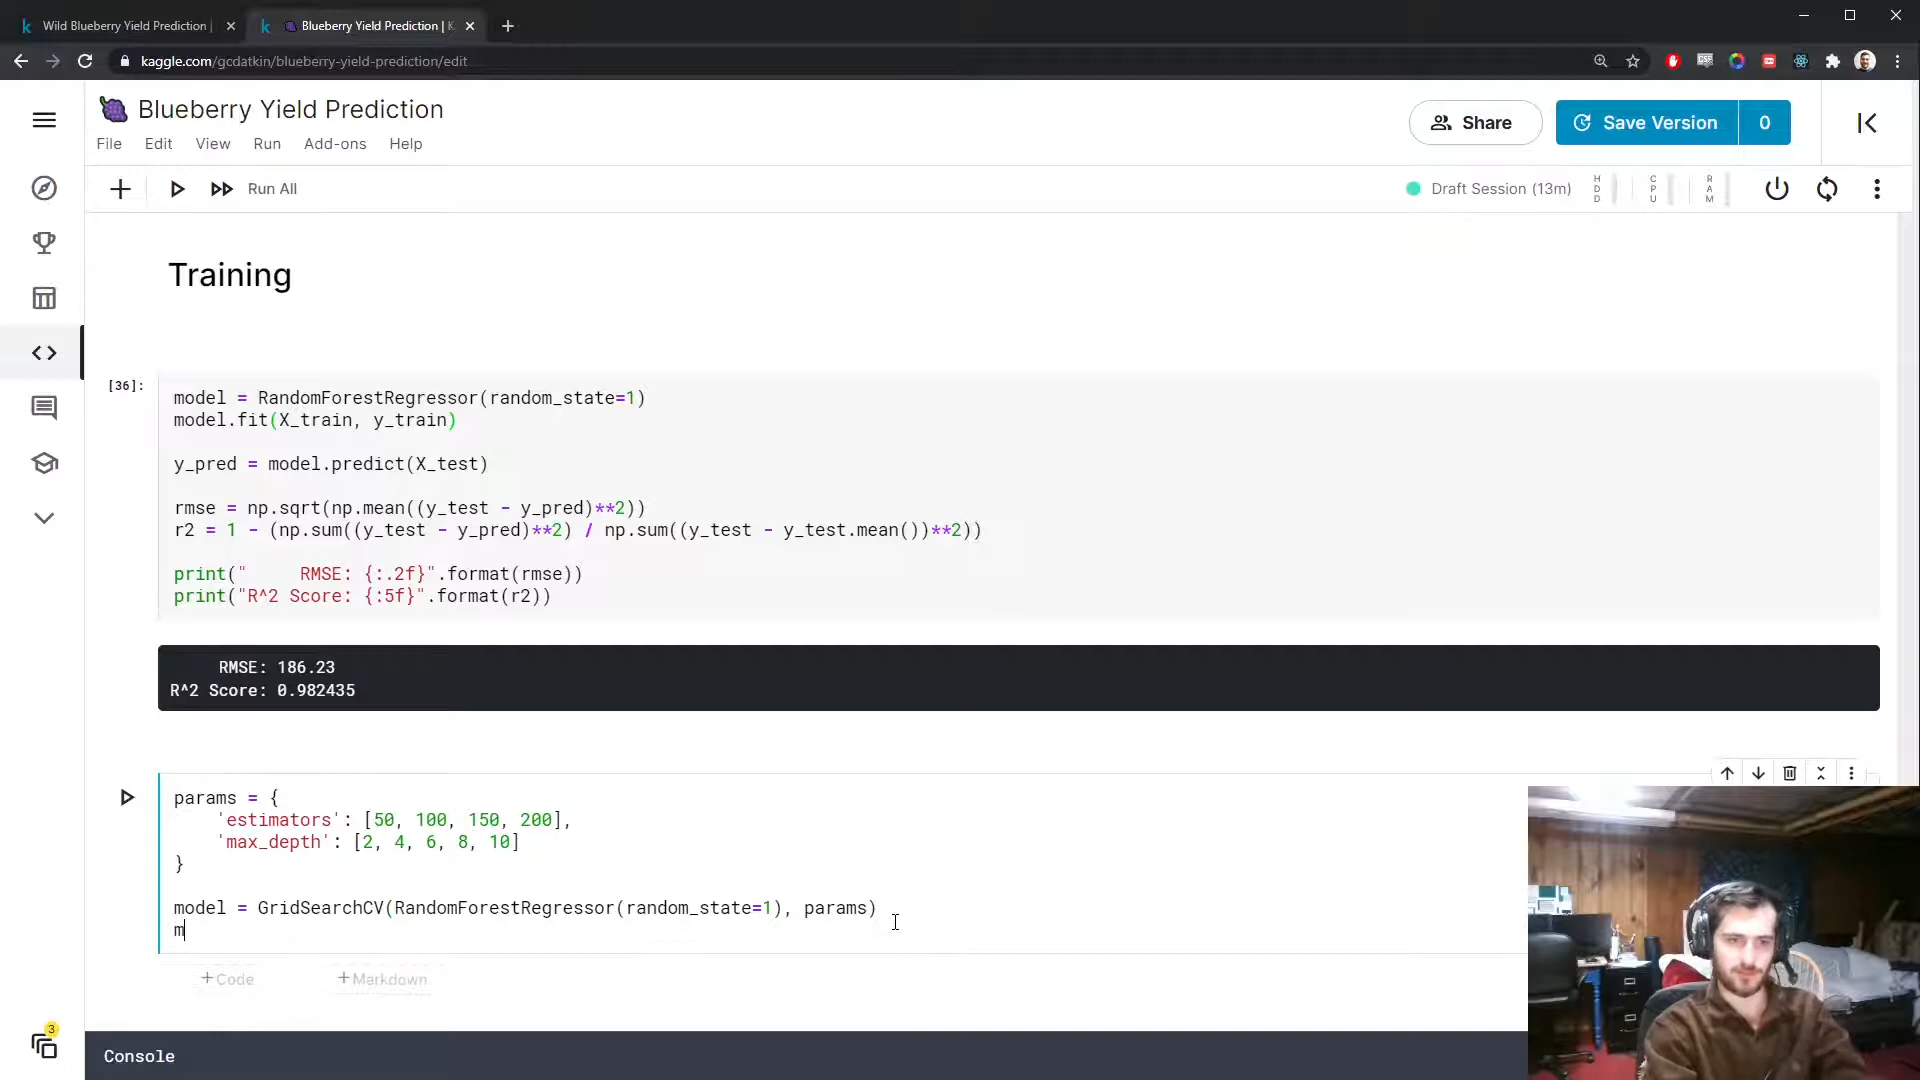 Wild Blueberry Yield Prediction |
Blueberry Yield Prediction | K
kaggle.com/gcdatkin/blueberry-yield-prediction/edit
Blueberry Yield Prediction
Share
Save Version
0
File Edit View Run Add-ons Help
Run All
Draft Session (13m)
HDD
CPU
RAM
Training
[36]:
model = RandomForestRegressor(random_state=1)
model.fit(X_train, y_train)
y_pred = model.predict(X_test)
rmse = np.sqrt(np.mean((y_test - y_pred)**2))
r2 = 1 - (np.sum((y_test - y_pred)**2) / np.sum((y_test - y_test.mean())**2))
print("     RMSE: {:.2f}".format(rmse))
print("R^2 Score: {:5f}".format(r2))
RMSE: 186.23
R^2 Score: 0.982435
params = {
    'estimators': [50, 100, 150, 200],
    'max_depth': [2, 4, 6, 8, 10]
}
model = GridSearchCV(RandomForestRegressor(random_state=1), params)
m
+ Code + Markdown
3
Console